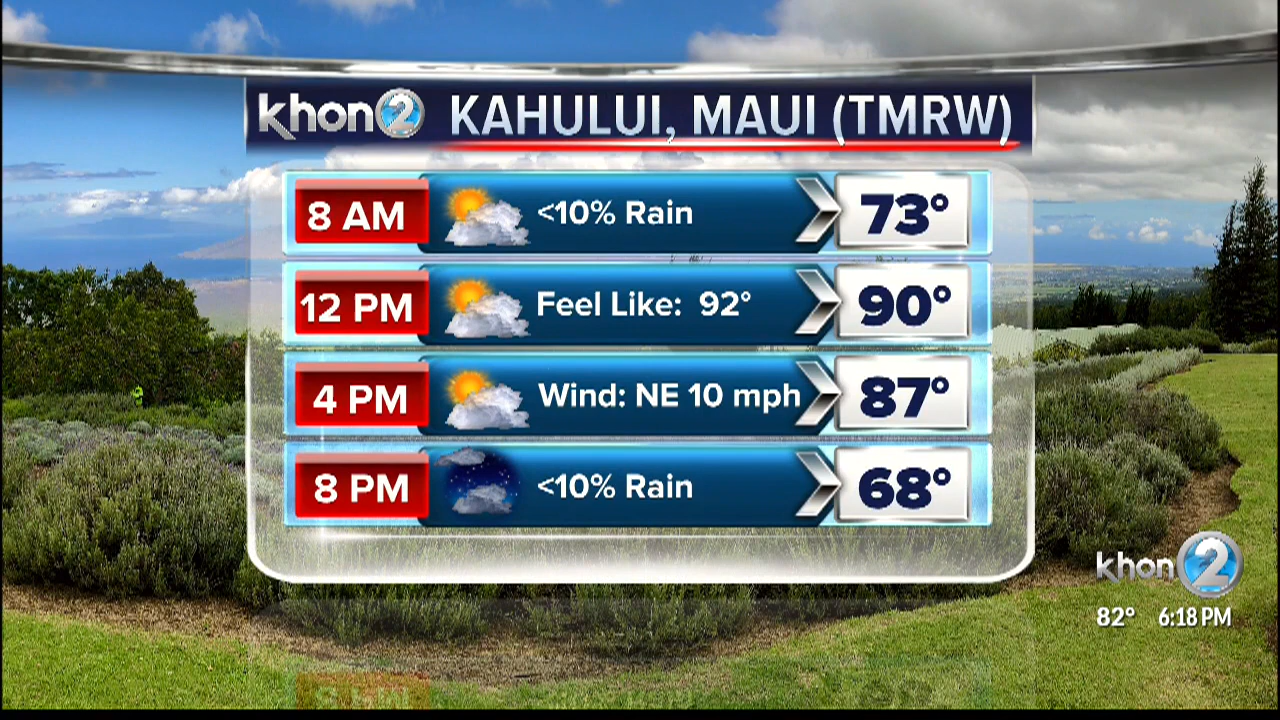 khon2 KAHULUI, MAUI (TMRW)
8 AM <10% Rain 73°
12 PM Feel Like: 92° 90°
4 PM Wind: NE 10 mph 87°
8 PM <10% Rain 68°
khon2
82° 6:18 PM